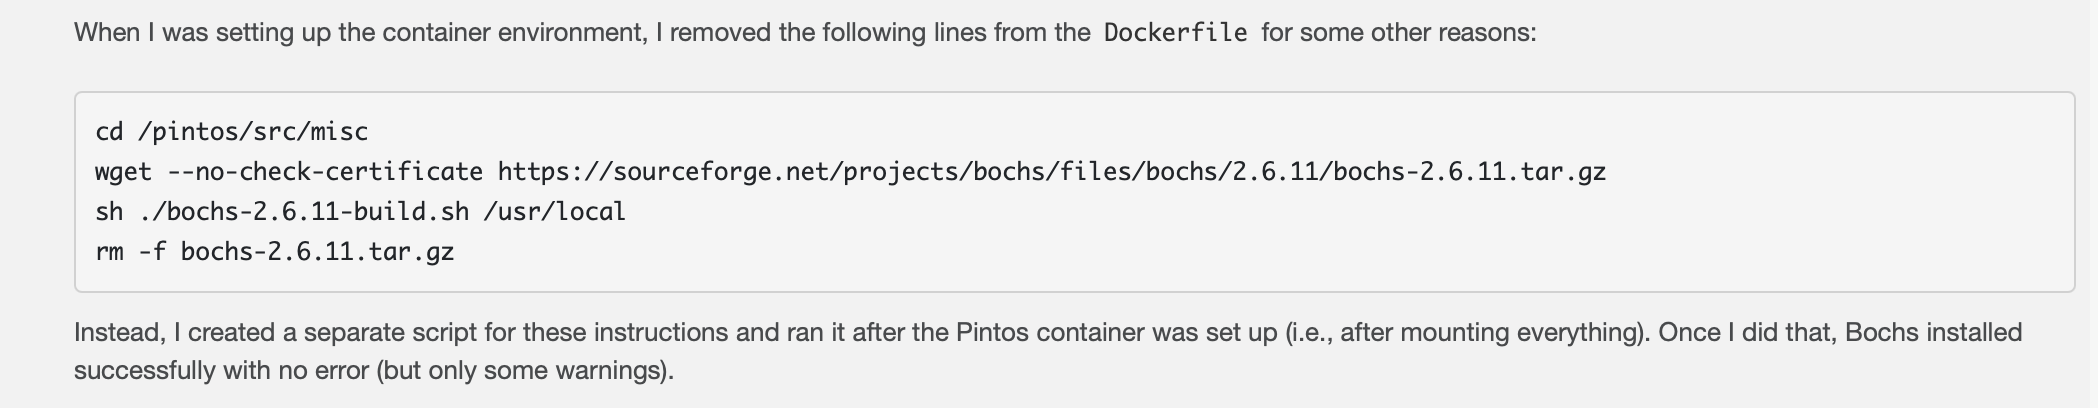 When I was setting up the container environment, I removed the following lines from the Dockerfile for some other reasons:
cd /pintos/src/misc
wget --no-check-certificate https://sourceforge.net/projects/bochs/files/bochs/2.6.11/bochs-2.6.11.tar.gz
sh ./bochs-2.6.11-build.sh /usr/local
rm -f bochs-2.6.11.tar.gz
Instead, I created a separate script for these instructions and ran it after the Pintos container was set up (i.e., after mounting everything). Once I did that, Bochs installed
successfully with no error (but only some warnings).